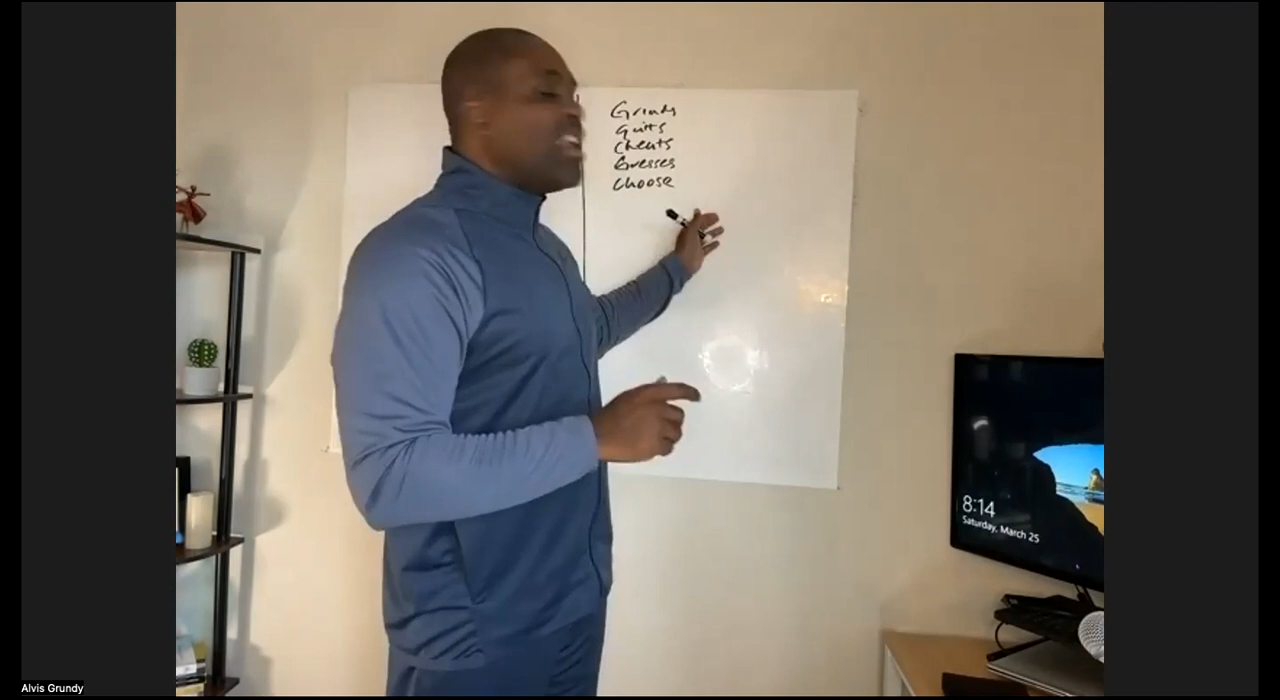 Grinds
Quits
Cheats
Guesses
Choose
8:14
Saturday, March 25
Alvis Grundy